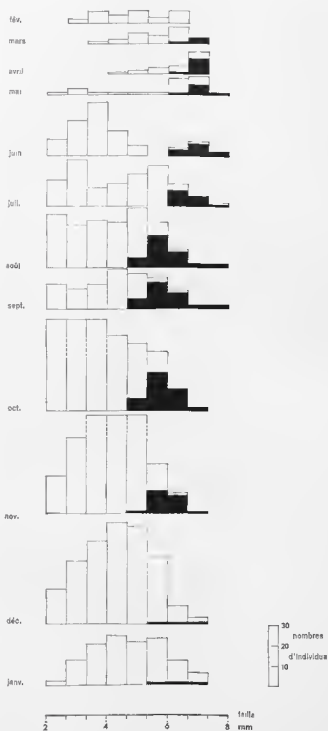 fév.
mars
avril
mai
juin
juil.
août
sept.
oct.
nov.
déc.
janv.
30
nombres
20
d'individus
10
2 4 6 8
taille
mm